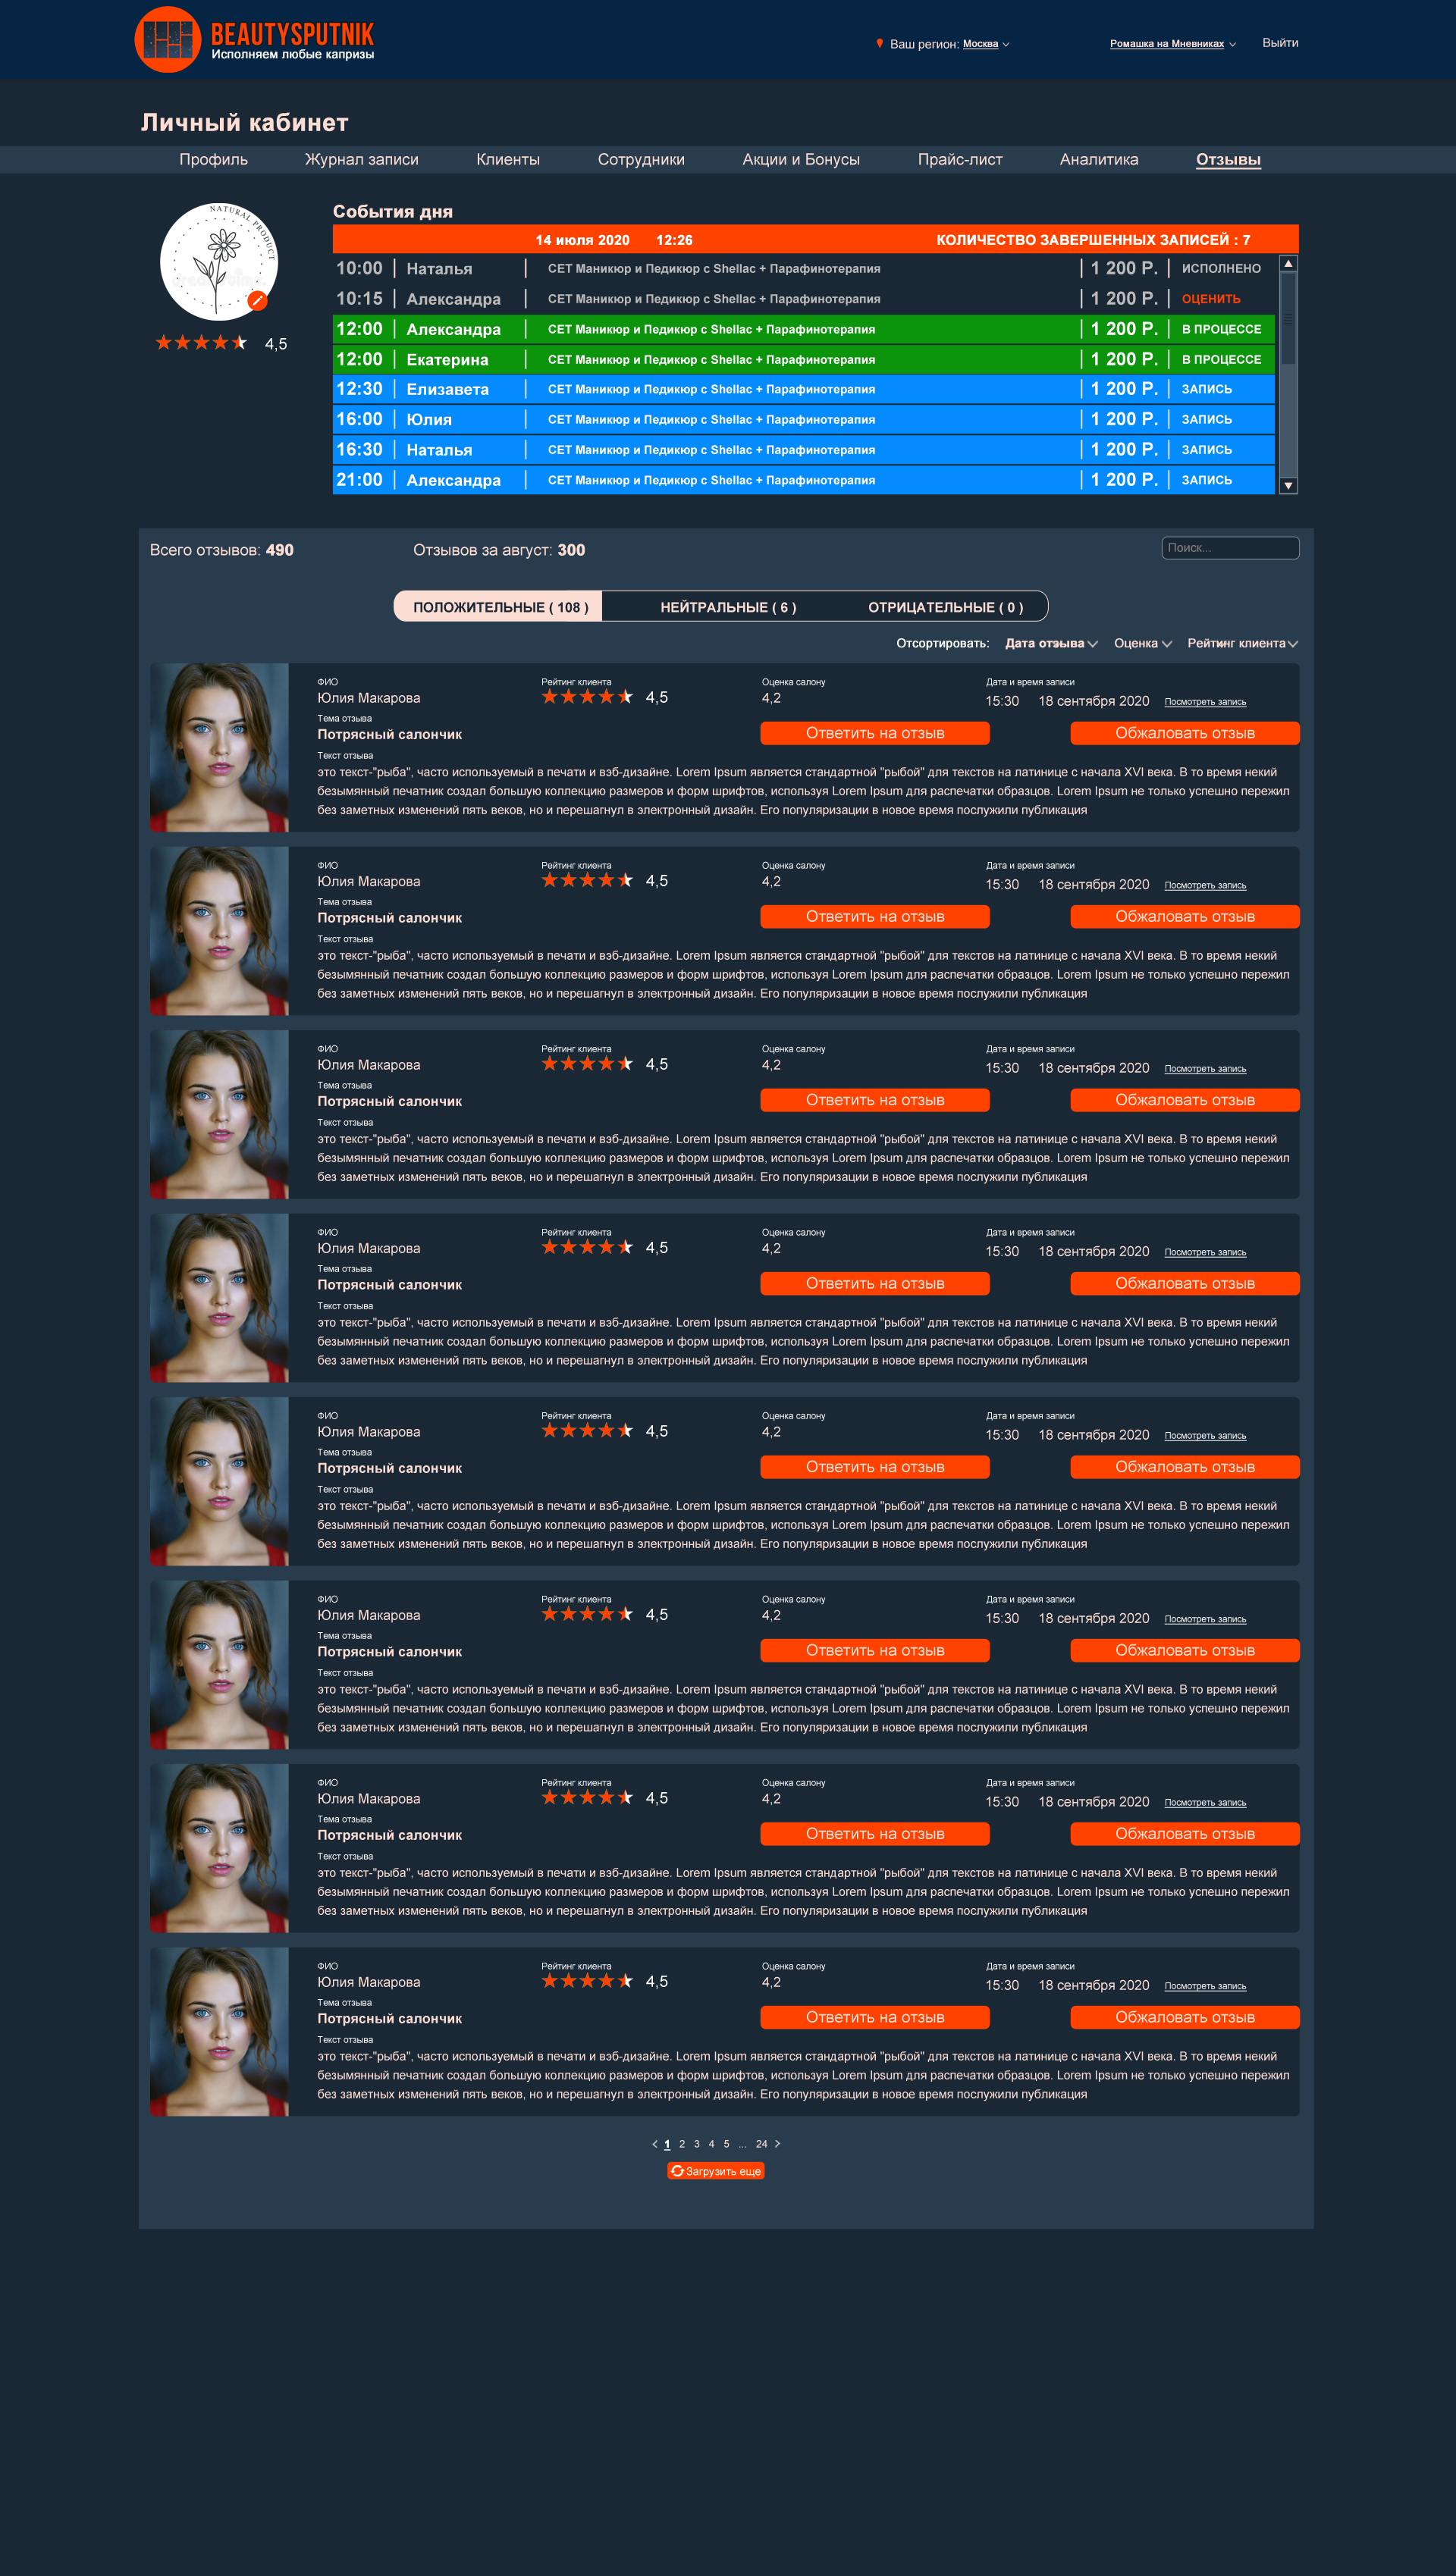 BEAUTYSPUTNIK
Исполняем любые капризы
Ваш регион: Москва
Ромашка на Мневниках
Выйти
Личный кабинет
Профиль Журнал записи Клиенты Сотрудники Акции и Бонусы Прайс-лист Аналитика Отзывы
NATURAL PRODUCT
4,5
События дня
14 июля 2020 12:26 КОЛИЧЕСТВО ЗАВЕРШЕННЫХ ЗАПИСЕЙ : 7
10:00 Наталья СЕТ Маникюр и Педикюр с Shellac + Парафинотерапия 1 200 Р. ИСПОЛНЕНО
10:15 Александра СЕТ Маникюр и Педикюр с Shellac + Парафинотерапия 1 200 Р. ОЦЕНИТЬ
12:00 Александра СЕТ Маникюр и Педикюр с Shellac + Парафинотерапия 1 200 Р. В ПРОЦЕССЕ
12:00 Екатерина СЕТ Маникюр и Педикюр с Shellac + Парафинотерапия 1 200 Р. В ПРОЦЕССЕ
12:30 Елизавета СЕТ Маникюр и Педикюр с Shellac + Парафинотерапия 1 200 Р. ЗАПИСЬ
16:00 Юлия СЕТ Маникюр и Педикюр с Shellac + Парафинотерапия 1 200 Р. ЗАПИСЬ
16:30 Наталья СЕТ Маникюр и Педикюр с Shellac + Парафинотерапия 1 200 Р. ЗАПИСЬ
21:00 Александра СЕТ Маникюр и Педикюр с Shellac + Парафинотерапия 1 200 Р. ЗАПИСЬ
Всего отзывов: 490 Отзывов за август: 300 Поиск...
ПОЛОЖИТЕЛЬНЫЕ ( 108 ) НЕЙТРАЛЬНЫЕ ( 6 ) ОТРИЦАТЕЛЬНЫЕ ( 0 )
Отсортировать: Дата отзыва Оценка Рейтинг клиента
ФИО Рейтинг клиента Оценка салону Дата и время записи
Юлия Макарова 4,5 4,2 15:30 18 сентября 2020 Посмотреть запись
Тема отзыва
Потрясный салончик Ответить на отзыв Обжаловать отзыв
Текст отзыва
это текст-"рыба", часто используемый в печати и вэб-дизайне. Lorem Ipsum является стандартной "рыбой" для текстов на латинице с начала XVI века. В то время некий
безымянный печатник создал большую коллекцию размеров и форм шрифтов, используя Lorem Ipsum для распечатки образцов. Lorem Ipsum не только успешно пережил
без заметных изменений пять веков, но и перешагнул в электронный дизайн. Его популяризации в новое время послужили публикация
ФИО Рейтинг клиента Оценка салону Дата и время записи
Юлия Макарова 4,5 4,2 15:30 18 сентября 2020 Посмотреть запись
Тема отзыва
Потрясный салончик Ответить на отзыв Обжаловать отзыв
Текст отзыва
это текст-"рыба", часто используемый в печати и вэб-дизайне. Lorem Ipsum является стандартной "рыбой" для текстов на латинице с начала XVI века. В то время некий
безымянный печатник создал большую коллекцию размеров и форм шрифтов, используя Lorem Ipsum для распечатки образцов. Lorem Ipsum не только успешно пережил
без заметных изменений пять веков, но и перешагнул в электронный дизайн. Его популяризации в новое время послужили публикация
ФИО Рейтинг клиента Оценка салону Дата и время записи
Юлия Макарова 4,5 4,2 15:30 18 сентября 2020 Посмотреть запись
Тема отзыва
Потрясный салончик Ответить на отзыв Обжаловать отзыв
Текст отзыва
это текст-"рыба", часто используемый в печати и вэб-дизайне. Lorem Ipsum является стандартной "рыбой" для текстов на латинице с начала XVI века. В то время некий
безымянный печатник создал большую коллекцию размеров и форм шрифтов, используя Lorem Ipsum для распечатки образцов. Lorem Ipsum не только успешно пережил
без заметных изменений пять веков, но и перешагнул в электронный дизайн. Его популяризации в новое время послужили публикация
ФИО Рейтинг клиента Оценка салону Дата и время записи
Юлия Макарова 4,5 4,2 15:30 18 сентября 2020 Посмотреть запись
Тема отзыва
Потрясный салончик Ответить на отзыв Обжаловать отзыв
Текст отзыва
это текст-"рыба", часто используемый в печати и вэб-дизайне. Lorem Ipsum является стандартной "рыбой" для текстов на латинице с начала XVI века. В то время некий
безымянный печатник создал большую коллекцию размеров и форм шрифтов, используя Lorem Ipsum для распечатки образцов. Lorem Ipsum не только успешно пережил
без заметных изменений пять веков, но и перешагнул в электронный дизайн. Его популяризации в новое время послужили публикация
ФИО Рейтинг клиента Оценка салону Дата и время записи
Юлия Макарова 4,5 4,2 15:30 18 сентября 2020 Посмотреть запись
Тема отзыва
Потрясный салончик Ответить на отзыв Обжаловать отзыв
Текст отзыва
это текст-"рыба", часто используемый в печати и вэб-дизайне. Lorem Ipsum является стандартной "рыбой" для текстов на латинице с начала XVI века. В то время некий
безымянный печатник создал большую коллекцию размеров и форм шрифтов, используя Lorem Ipsum для распечатки образцов. Lorem Ipsum не только успешно пережил
без заметных изменений пять веков, но и перешагнул в электронный дизайн. Его популяризации в новое время послужили публикация
ФИО Рейтинг клиента Оценка салону Дата и время записи
Юлия Макарова 4,5 4,2 15:30 18 сентября 2020 Посмотреть запись
Тема отзыва
Потрясный салончик Ответить на отзыв Обжаловать отзыв
Текст отзыва
это текст-"рыба", часто используемый в печати и вэб-дизайне. Lorem Ipsum является стандартной "рыбой" для текстов на латинице с начала XVI века. В то время некий
безымянный печатник создал большую коллекцию размеров и форм шрифтов, используя Lorem Ipsum для распечатки образцов. Lorem Ipsum не только успешно пережил
без заметных изменений пять веков, но и перешагнул в электронный дизайн. Его популяризации в новое время послужили публикация
ФИО Рейтинг клиента Оценка салону Дата и время записи
Юлия Макарова 4,5 4,2 15:30 18 сентября 2020 Посмотреть запись
Тема отзыва
Потрясный салончик Ответить на отзыв Обжаловать отзыв
Текст отзыва
это текст-"рыба", часто используемый в печати и вэб-дизайне. Lorem Ipsum является стандартной "рыбой" для текстов на латинице с начала XVI века. В то время некий
безымянный печатник создал большую коллекцию размеров и форм шрифтов, используя Lorem Ipsum для распечатки образцов. Lorem Ipsum не только успешно пережил
без заметных изменений пять веков, но и перешагнул в электронный дизайн. Его популяризации в новое время послужили публикация
ФИО Рейтинг клиента Оценка салону Дата и время записи
Юлия Макарова 4,5 4,2 15:30 18 сентября 2020 Посмотреть запись
Тема отзыва
Потрясный салончик Ответить на отзыв Обжаловать отзыв
Текст отзыва
это текст-"рыба", часто используемый в печати и вэб-дизайне. Lorem Ipsum является стандартной "рыбой" для текстов на латинице с начала XVI века. В то время некий
безымянный печатник создал большую коллекцию размеров и форм шрифтов, используя Lorem Ipsum для распечатки образцов. Lorem Ipsum не только успешно пережил
без заметных изменений пять веков, но и перешагнул в электронный дизайн. Его популяризации в новое время послужили публикация
1 2 3 4 5 ... 24
Загрузить еще